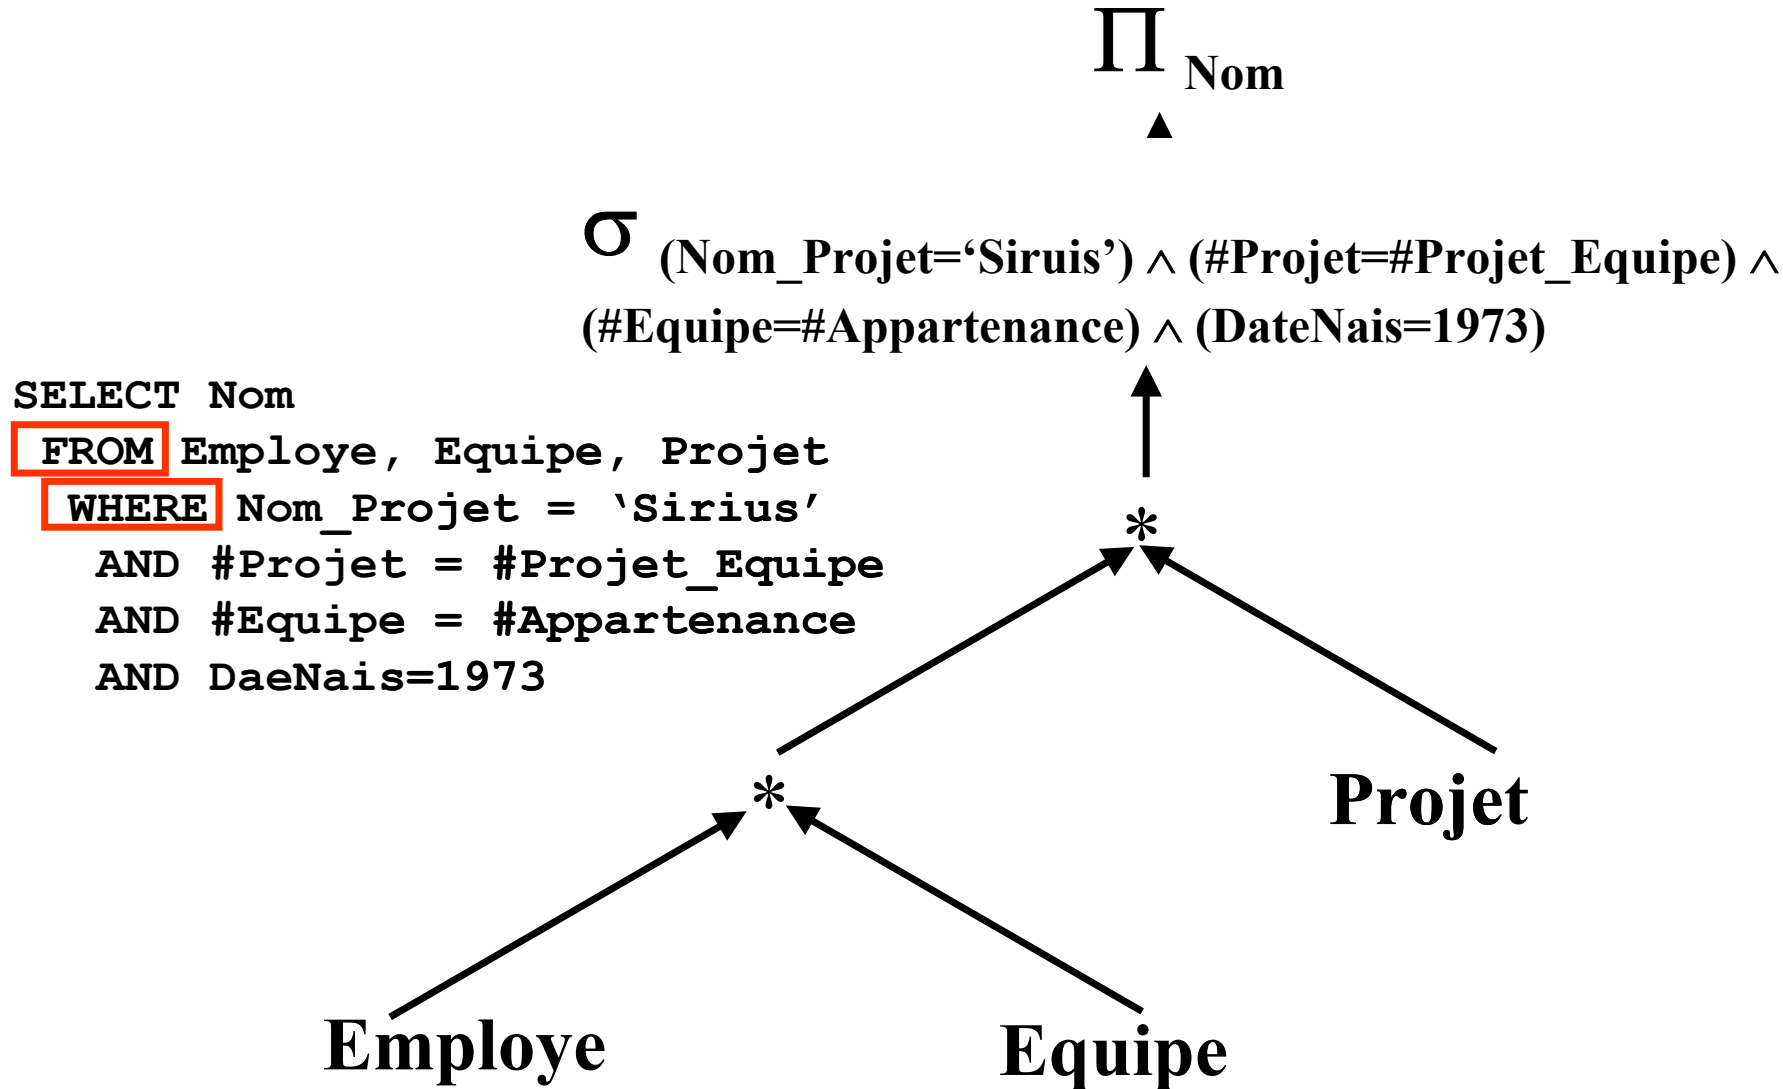 Π Nom
σ (Nom_Projet=‘Siruis’) ∧ (#Projet=#Projet_Equipe) ∧
(#Equipe=#Appartenance) ∧ (DateNais=1973)
SELECT Nom
FROM Employe, Equipe, Projet
WHERE Nom_Projet = ‘Sirius’
AND #Projet = #Projet_Equipe
AND #Equipe = #Appartenance
AND DaeNais=1973
*
*
Projet
Employe
Equipe